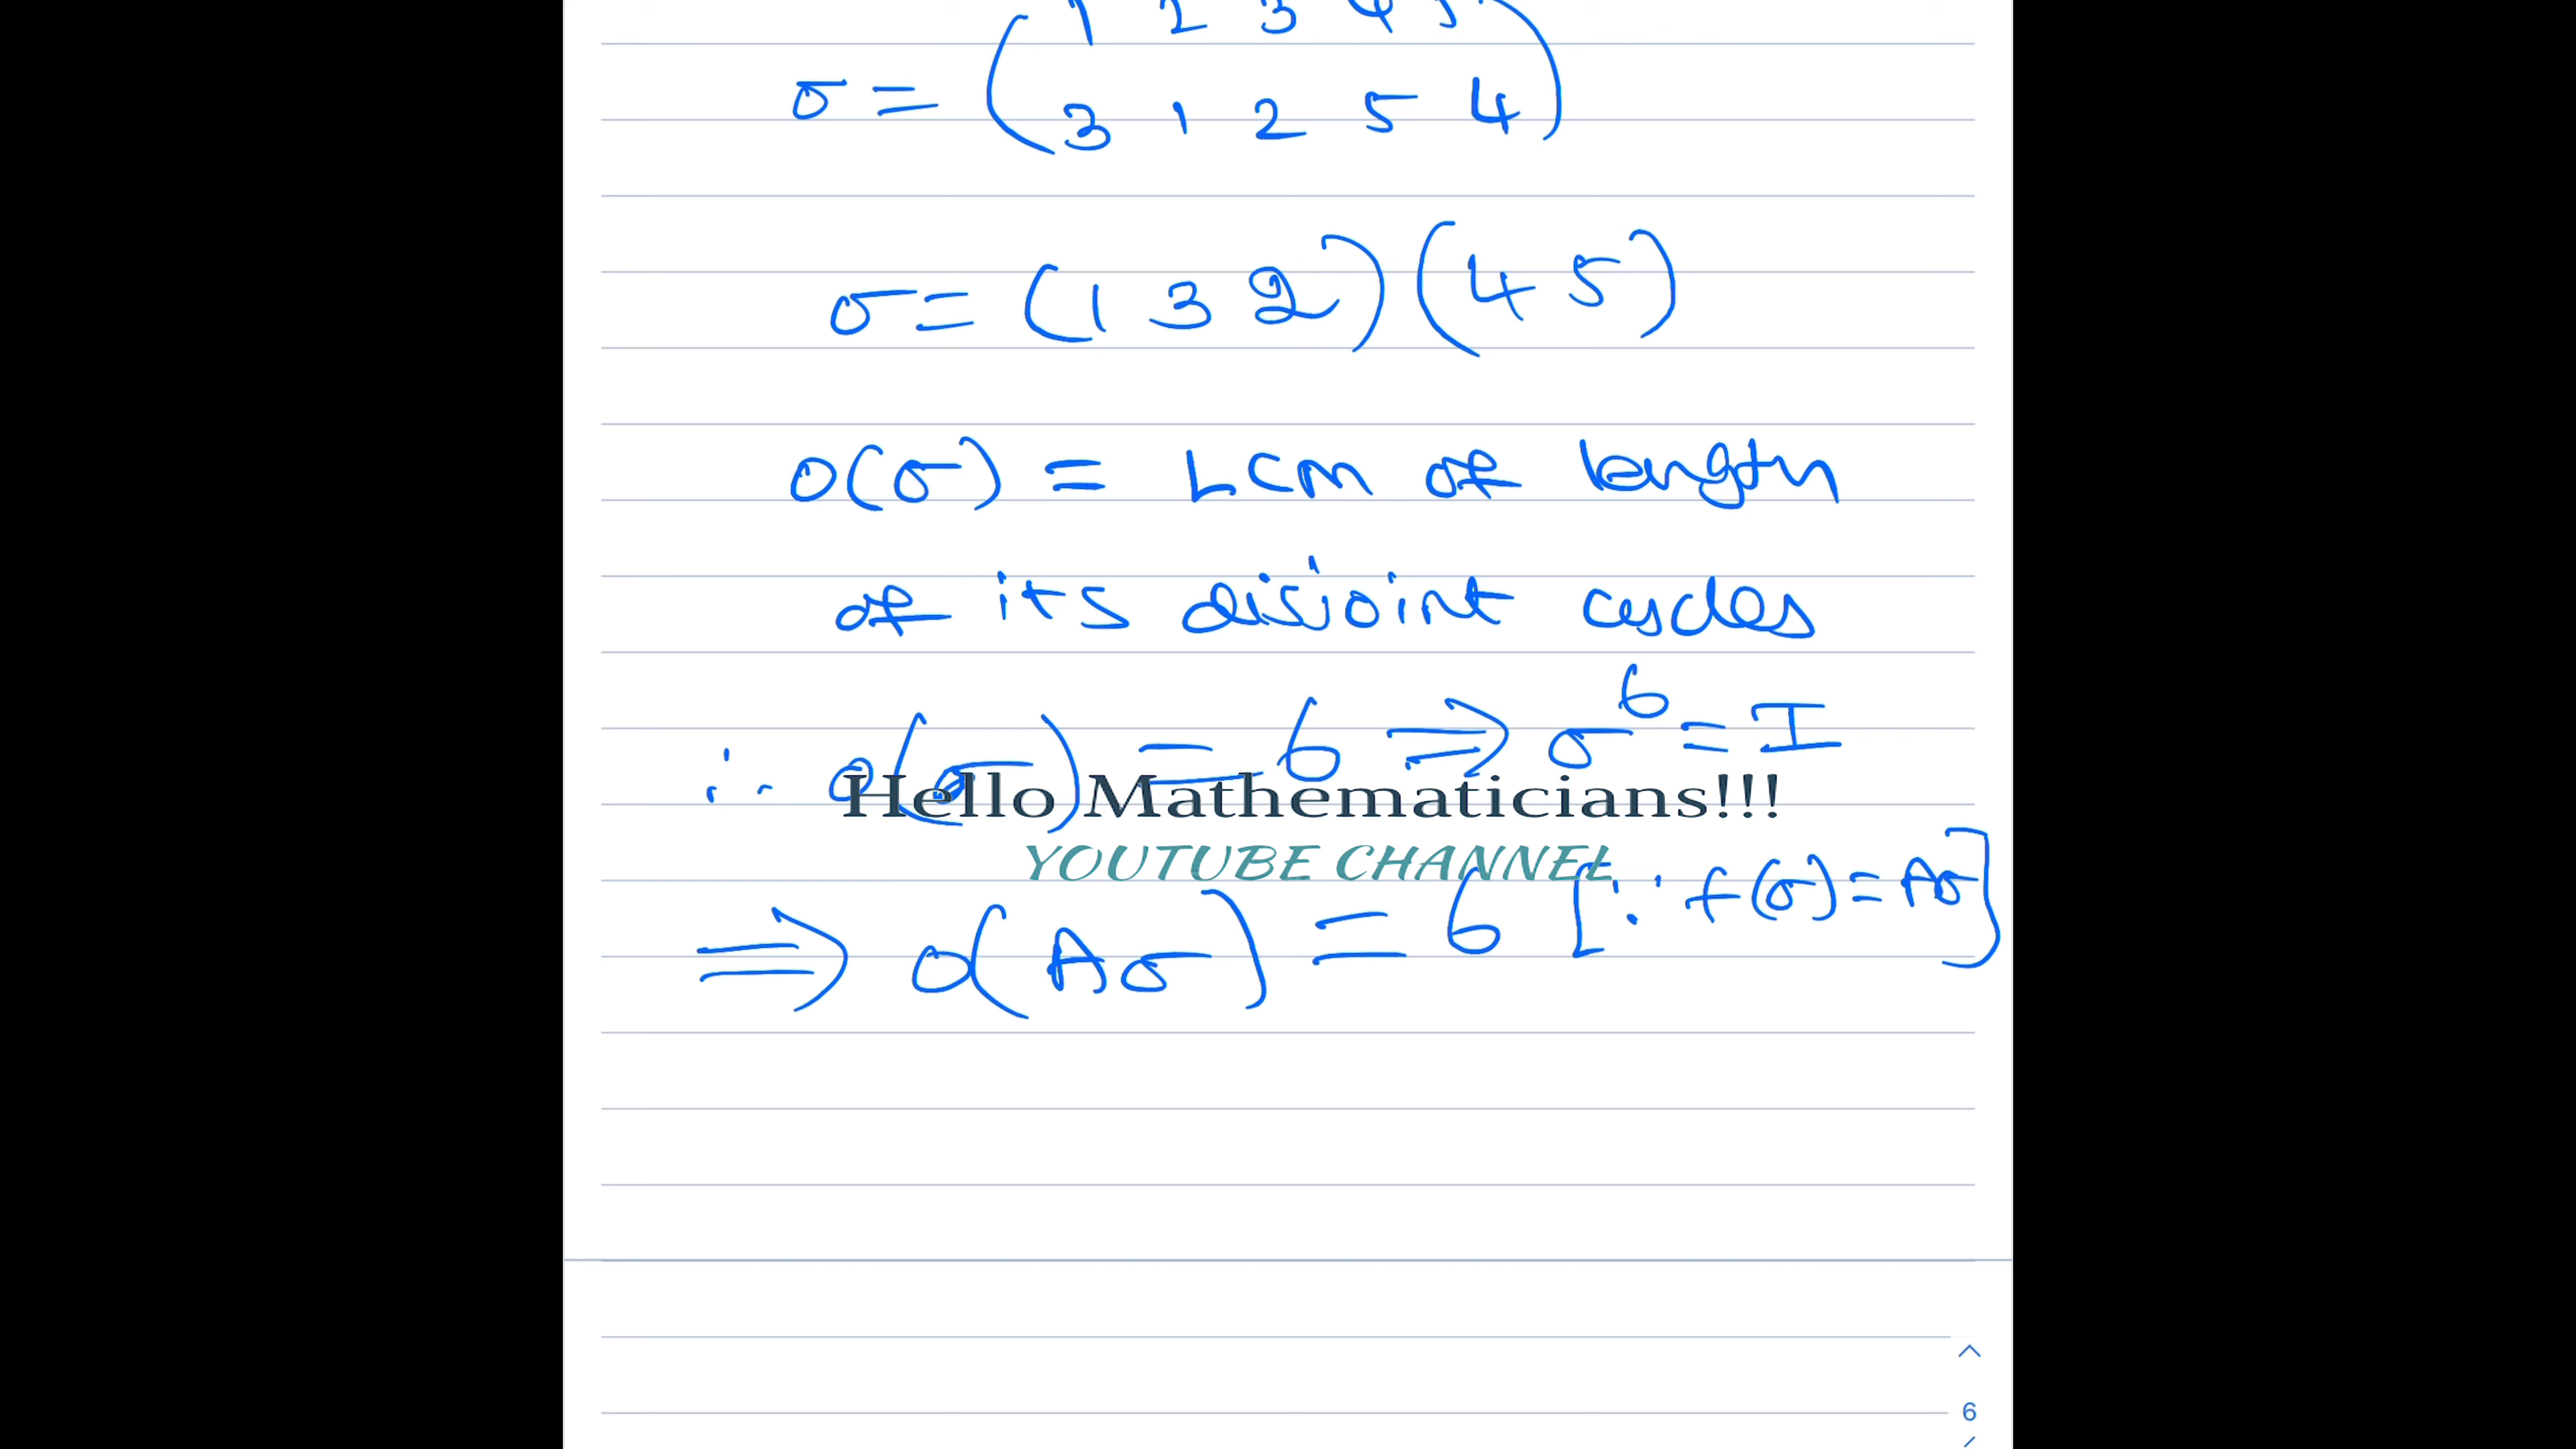 1 2 3 4 5
σ = (3 1 2 5 4)
σ = (1 3 2)(4 5)
O(σ) = LCM of length
of its disjoint cycles
∴ O(σ) = 6 ⇒ σ⁶ = I
Hello Mathematicians!!!
YOUTUBE CHANNEL
⇒ O(Aσ) = 6 [∵ f(σ) = Aσ]
6